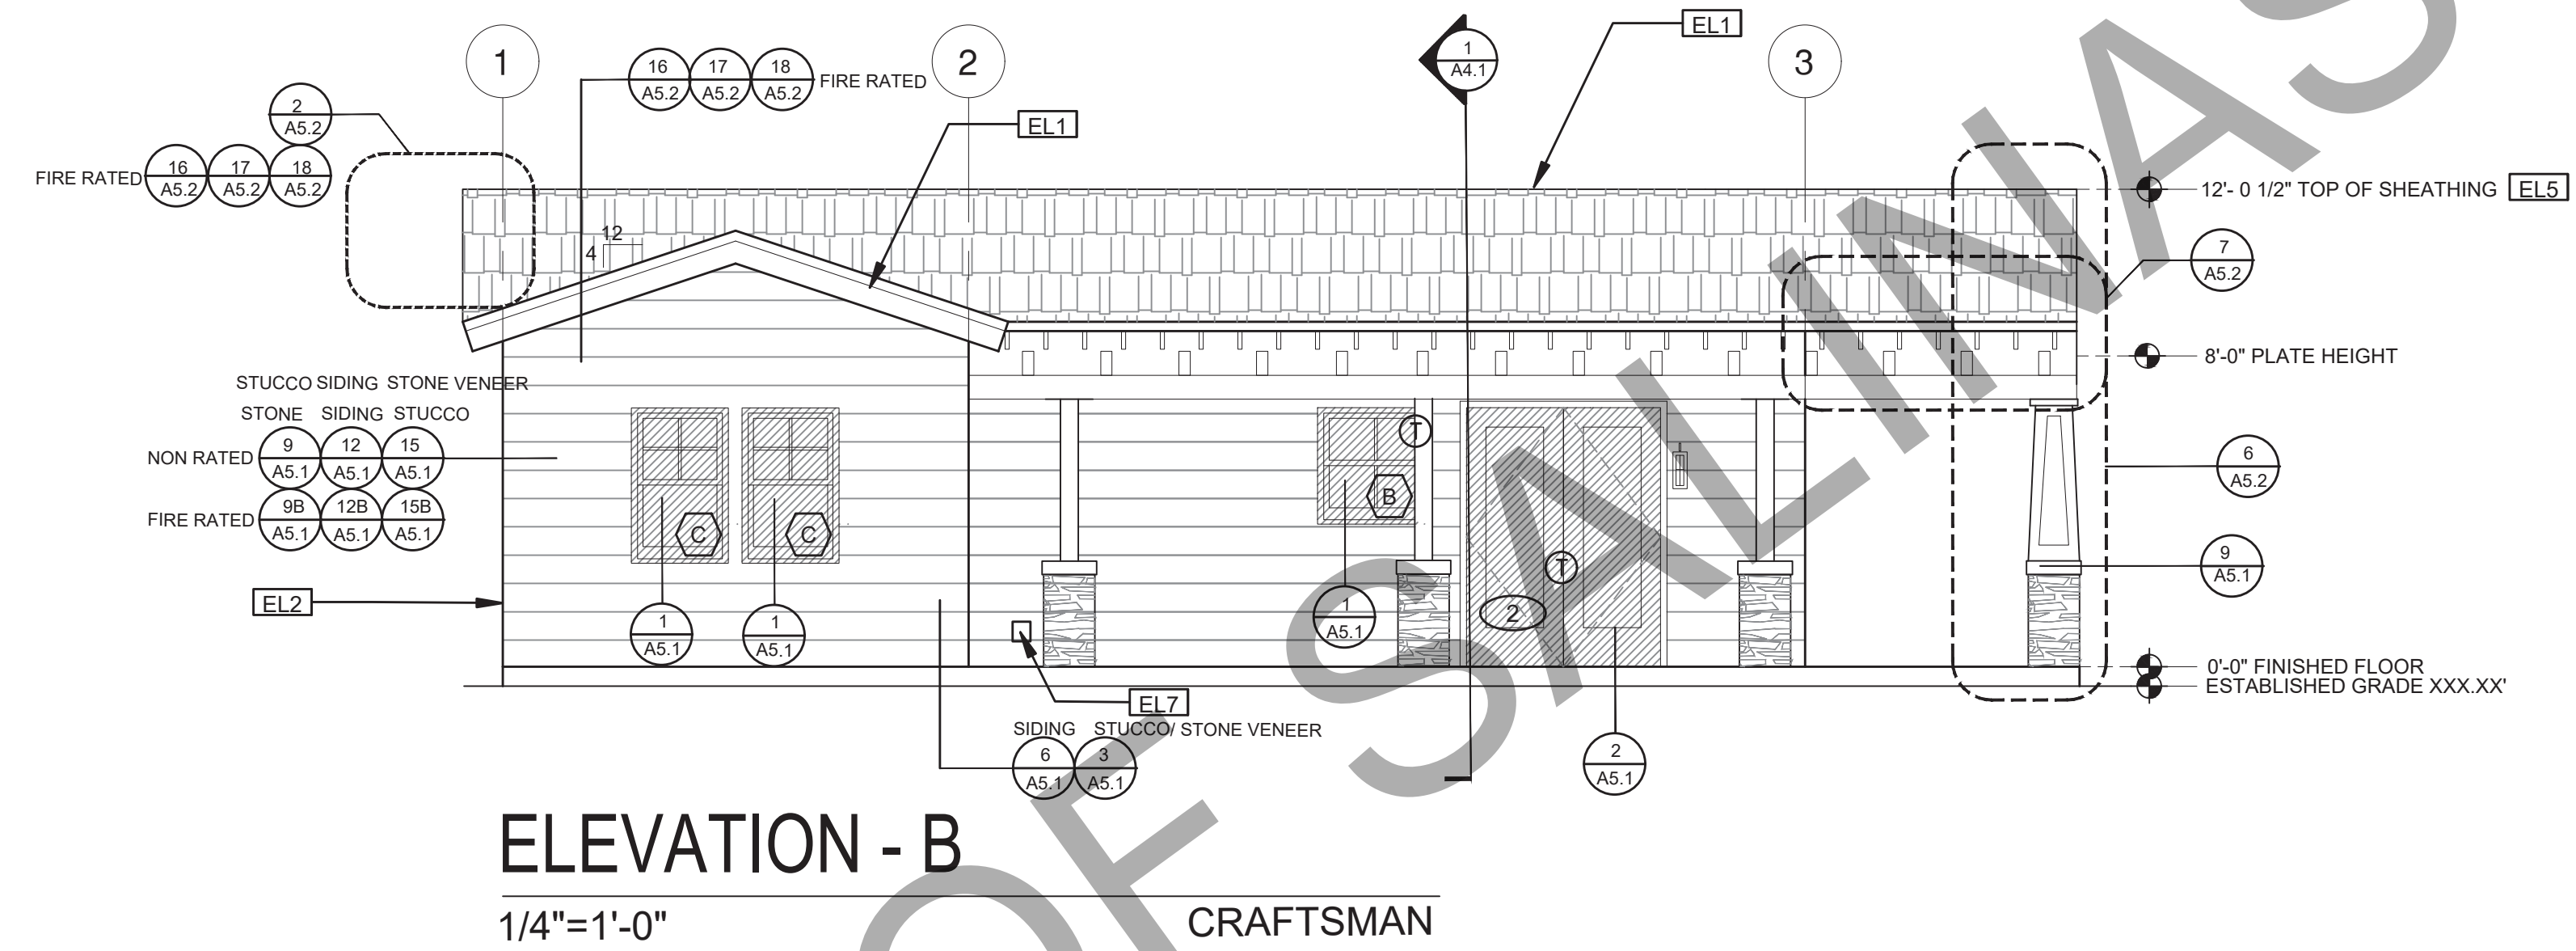 1
2
3
16 17 18
A5.2 A5.2 A5.2
FIRE RATED
1
A4.1
EL1
EL1
2
A5.2
FIRE RATED
16 17 18
A5.2 A5.2 A5.2
12
4
12'- 0 1/2" TOP OF SHEATHING EL5
7
A5.2
8'-0" PLATE HEIGHT
STUCCO SIDING STONE VENEER
STONE SIDING STUCCO
NON RATED
9 12 15
A5.1 A5.1 A5.1
FIRE RATED
9B 12B 15B
A5.1 A5.1 A5.1
C
C
T
B
T
2
6
A5.2
9
A5.1
EL2
1
A5.1
1
A5.1
1
A5.1
EL7
0'-0" FINISHED FLOOR
ESTABLISHED GRADE XXX.XX'
SIDING STUCCO/ STONE VENEER
6 3
A5.1 A5.1
2
A5.1
ELEVATION - B
1/4"=1'-0"
CRAFTSMAN
OF SALINAS